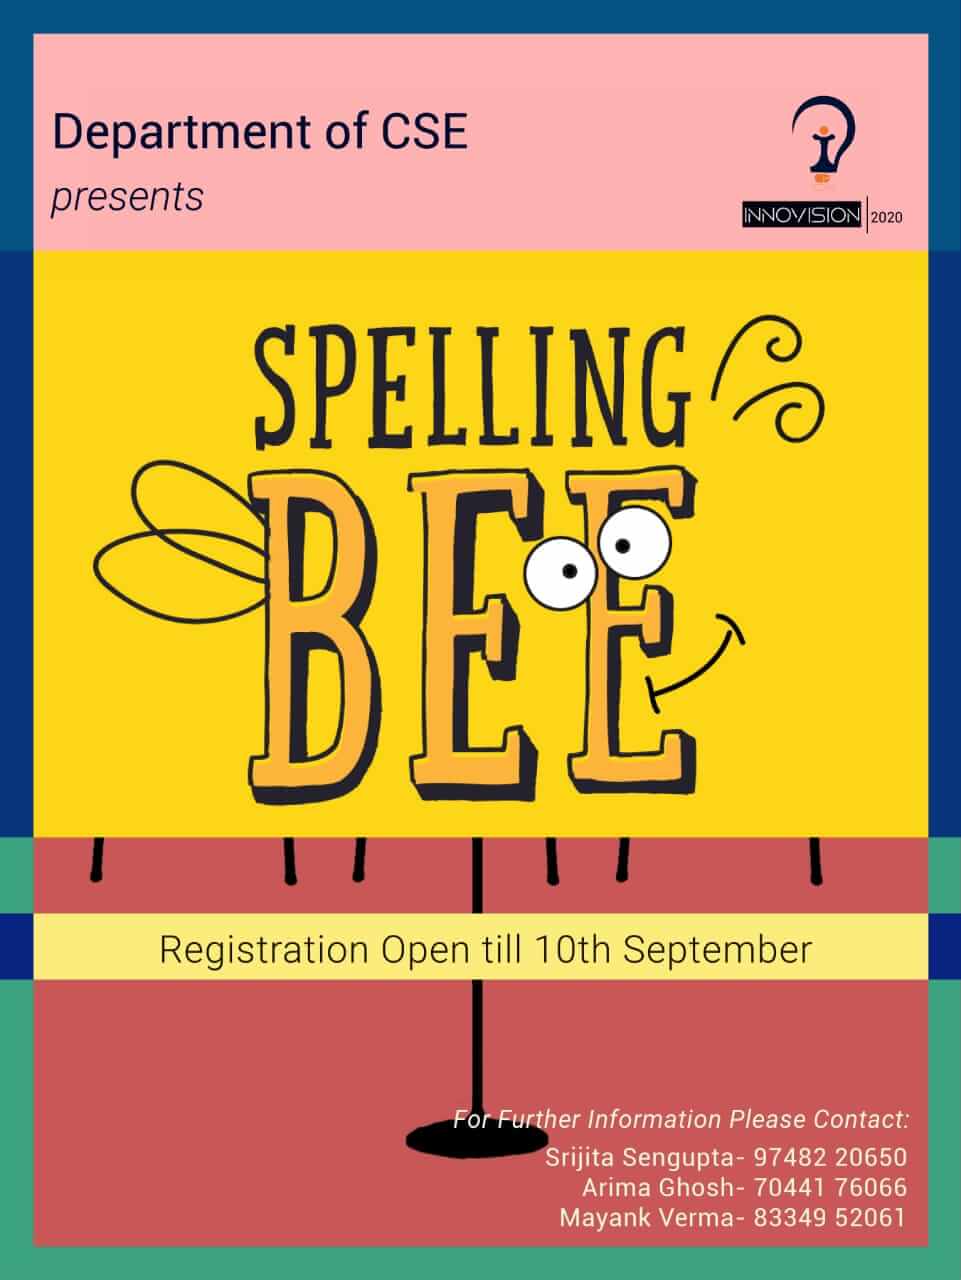 Department of CSE
presents
INNOVISION 2020
SPELLING
BEE
Registration Open till 10th September
For Further Information Please Contact:
Srijita Sengupta- 97482 20650
Arima Ghosh- 70441 76066
Mayank Verma- 83349 52061